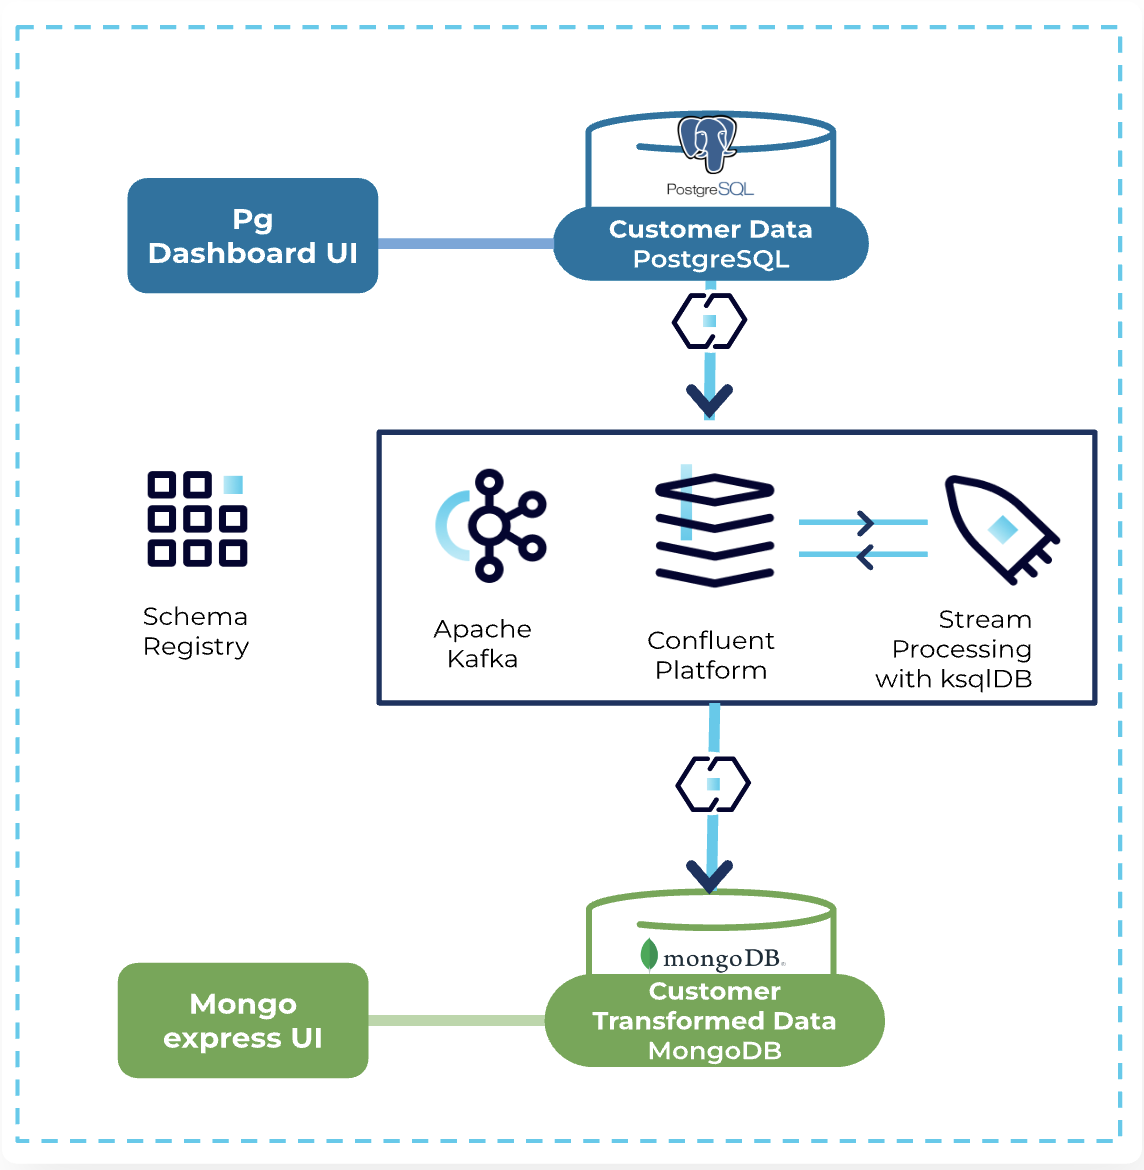 PostgreSQL
Pg
Dashboard UI
Customer Data
PostgreSQL
Schema
Registry
Apache
Kafka
Confluent
Platform
Stream
Processing
with ksqlDB
mongoDB
Mongo
express UI
Customer
Transformed Data
MongoDB